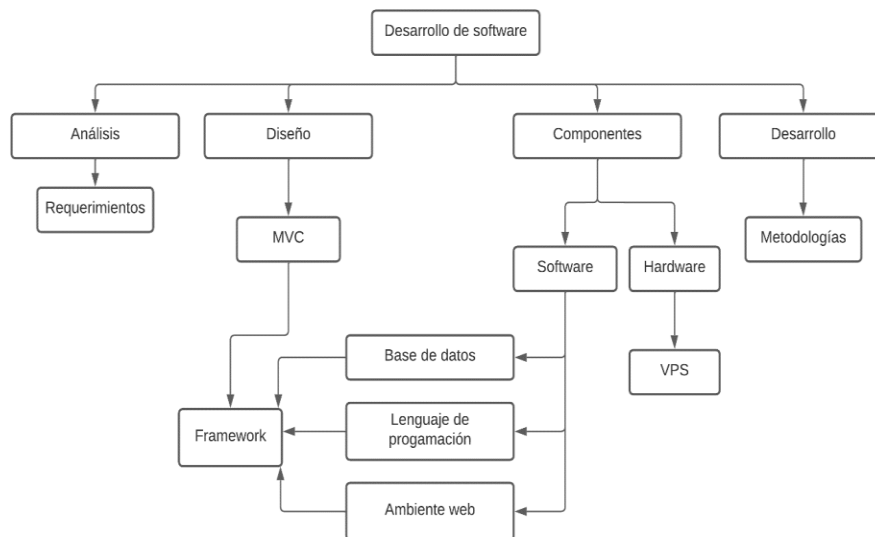 Desarrollo de software
Análisis
Diseño
Componentes
Desarrollo
Requerimientos
MVC
Metodologías
Software
Hardware
Base de datos
VPS
Framework
Lenguaje de
progamación
Ambiente web